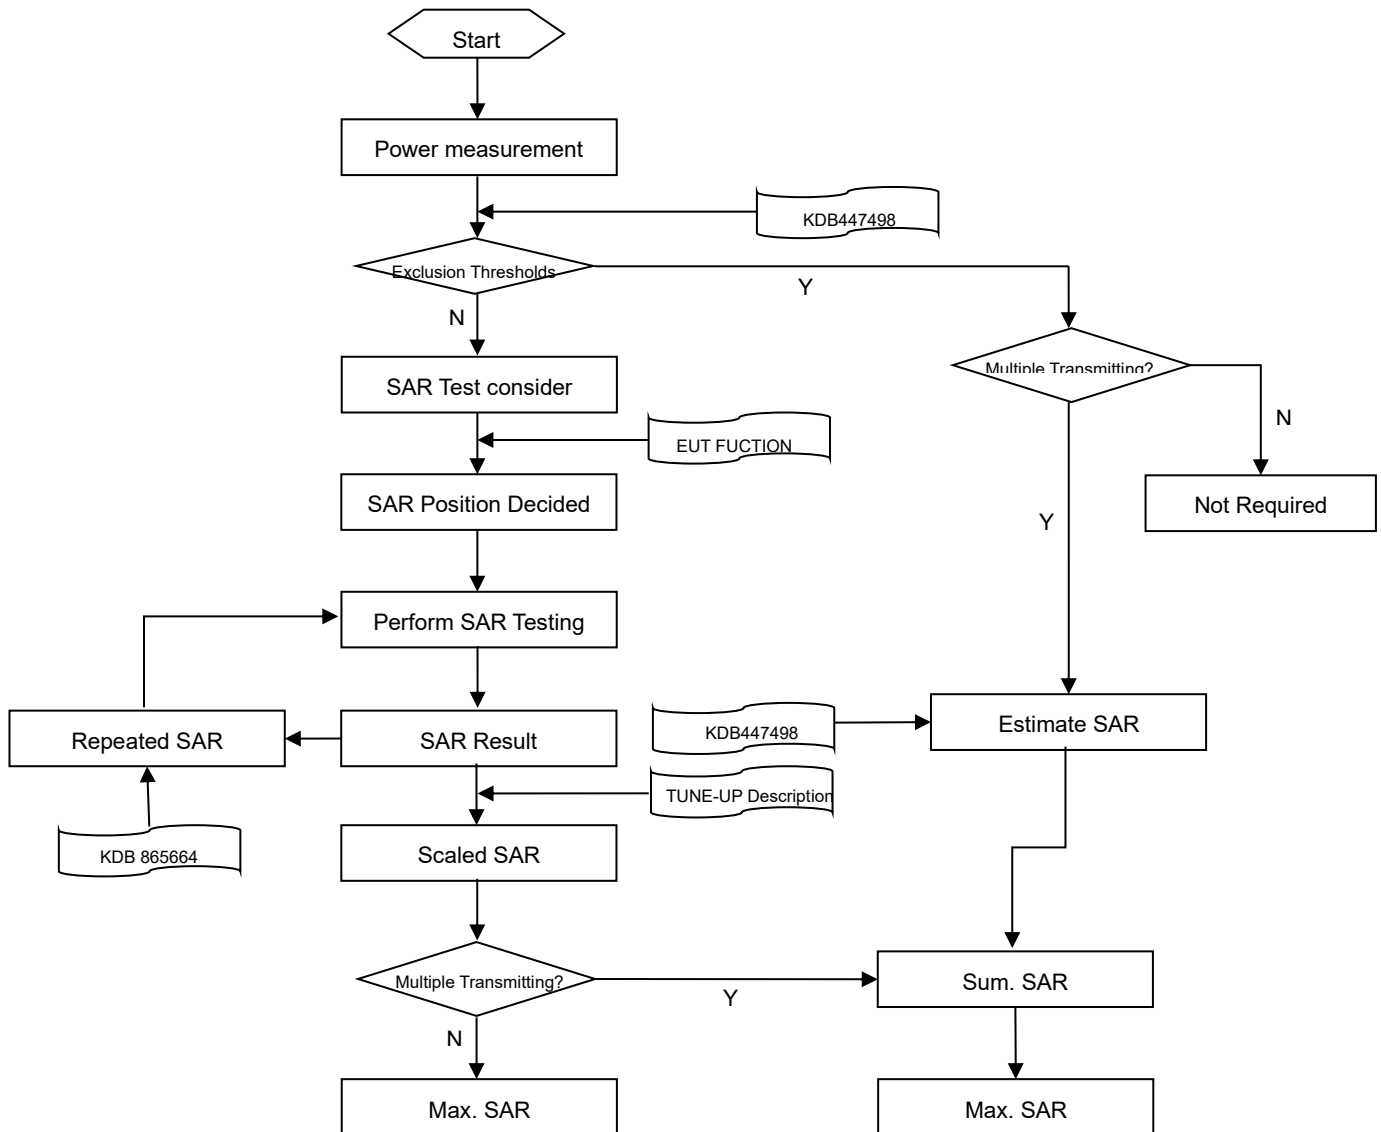 Start
Power measurement
KDB447498
Exclusion Thresholds
Y
N
Multiple Transmitting?
SAR Test consider
N
EUT FUCTION
SAR Position Decided
Not Required
Y
Perform SAR Testing
Repeated SAR
SAR Result
KDB447498
Estimate SAR
TUNE-UP Description
KDB 865664
Scaled SAR
Multiple Transmitting?
Y
Sum. SAR
N
Max. SAR
Max. SAR